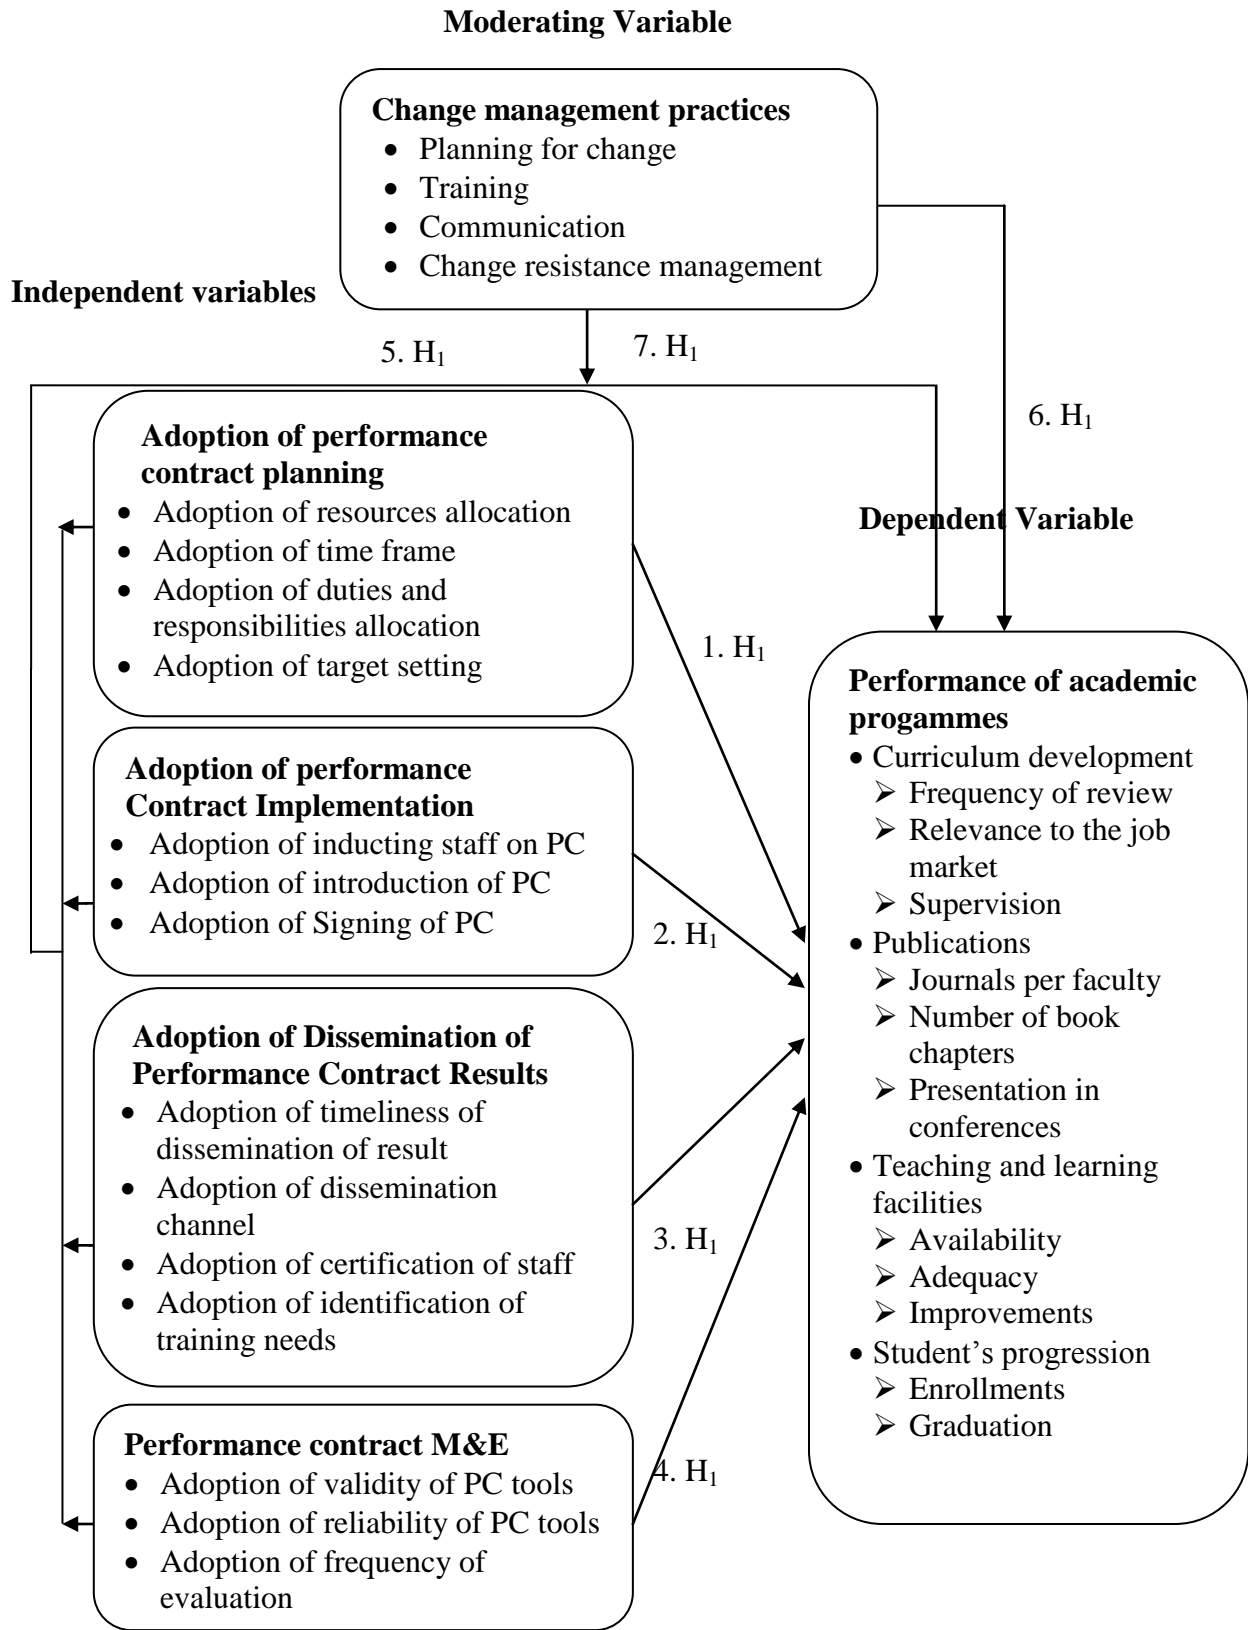 Moderating Variable
Change management practices
• Planning for change
• Training
• Communication
• Change resistance management
Independent variables
5. H₁
7. H₁
6. H₁
Adoption of performance
contract planning
• Adoption of resources allocation
• Adoption of time frame
• Adoption of duties and
responsibilities allocation
• Adoption of target setting
1. H₁
Adoption of performance
Contract Implementation
• Adoption of inducting staff on PC
• Adoption of introduction of PC
• Adoption of Signing of PC
2. H₁
Adoption of Dissemination of
Performance Contract Results
• Adoption of timeliness of
dissemination of result
• Adoption of dissemination
channel
• Adoption of certification of staff
• Adoption of identification of
training needs
3. H₁
Performance contract M&E
• Adoption of validity of PC tools
• Adoption of reliability of PC tools
• Adoption of frequency of
evaluation
4. H₁
Dependent Variable
Performance of academic
progammes
• Curriculum development
➢ Frequency of review
➢ Relevance to the job
market
➢ Supervision
• Publications
➢ Journals per faculty
➢ Number of book
chapters
➢ Presentation in
conferences
• Teaching and learning
facilities
➢ Availability
➢ Adequacy
➢ Improvements
• Student's progression
➢ Enrollments
➢ Graduation